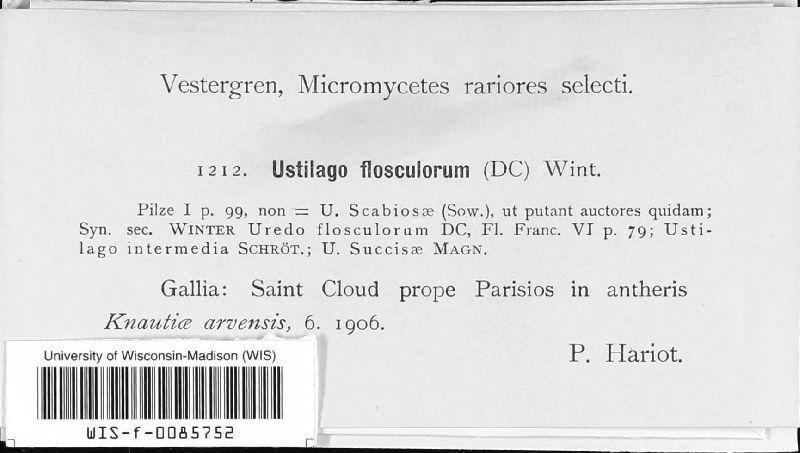 Vestergren, Micromycetes rariores selecti.
1212. Ustilago flosculorum (DC) Wint.
Pilze I p. 99, non = U. Scabiosæ (Sow.), ut putant auctores quidam;
Syn. sec. WINTER Uredo flosculorum DC, Fl. Franc. VI p. 79; Usti-
lago intermedia SCHRÖT.; U. Succisæ MAGN.
Gallia: Saint Cloud prope Parisios in antheris
Knautiæ arvensis, 6. 1906.
P. Hariot.
University of Wisconsin-Madison (WIS)
WIS-f-0085752